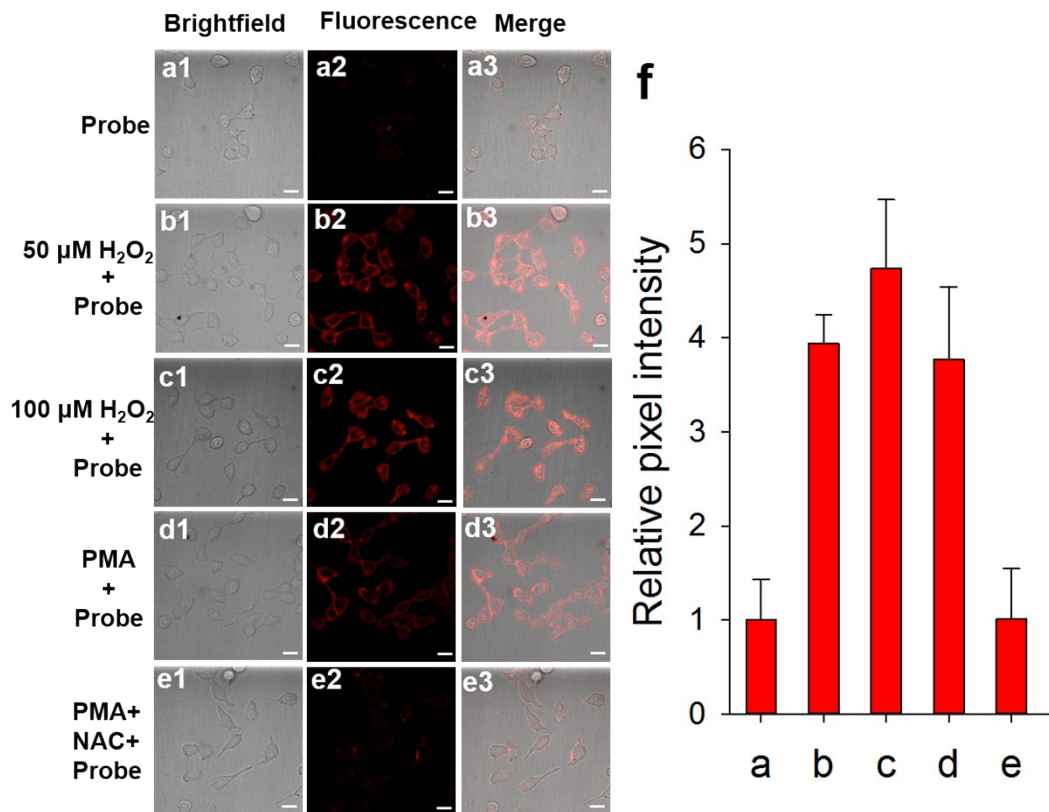 Brightfield Fluorescence Merge
Probe
a1 a2 a3
50 µM H₂O₂
+
Probe
b1 b2 b3
100 µM H₂O₂
+
Probe
c1 c2 c3
PMA
+
Probe
d1 d2 d3
PMA+
NAC+
Probe
e1 e2 e3
f
Relative pixel intensity
6
5
4
3
2
1
0
a b c d e